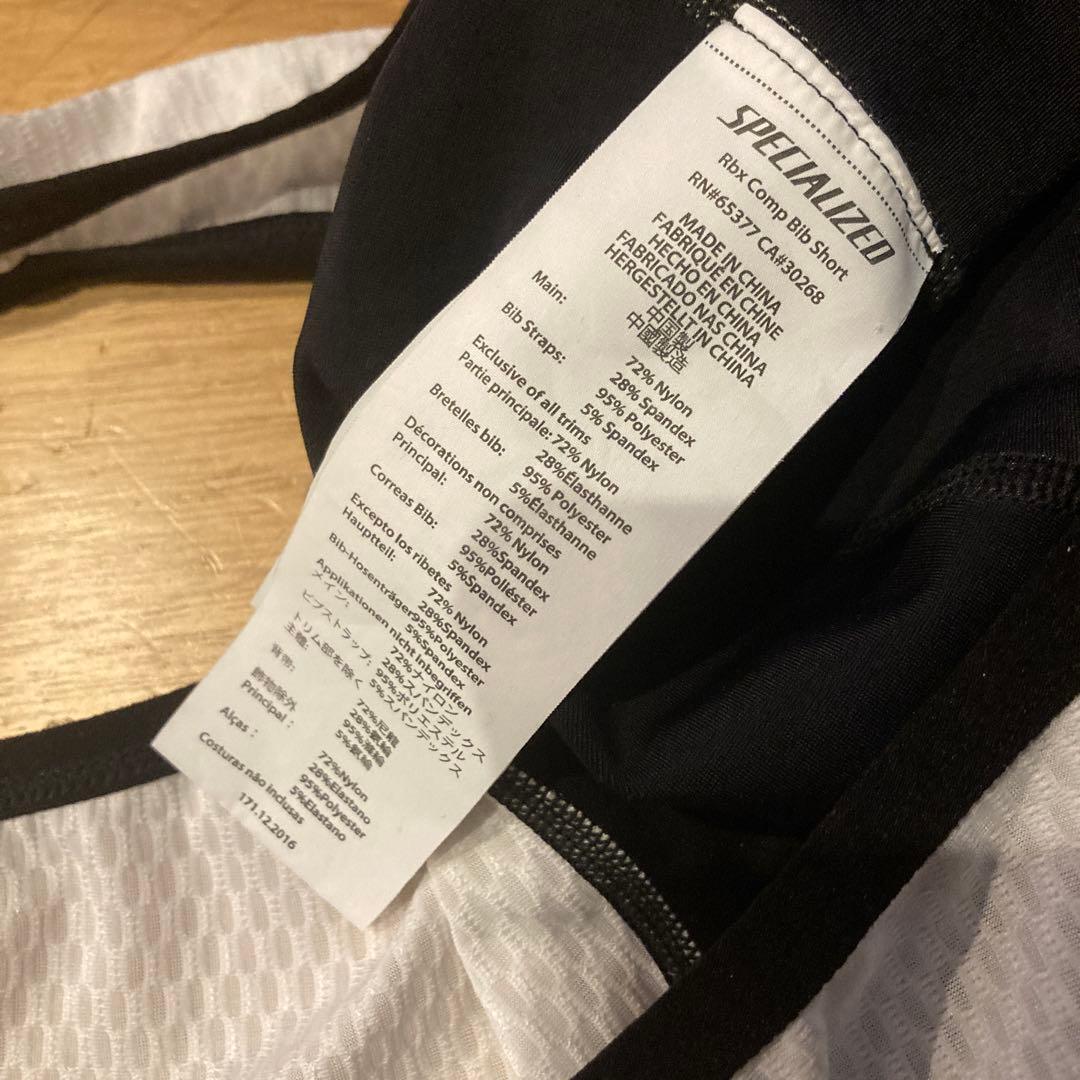 SPECIALIZED
Rbx Comp Bib Short
RN#65377 CA#30268
MADE IN CHINA
FABRIQUÉ EN CHINE
HECHO EN CHINA
FABRICADO NAS CHINA
HERGESTELLT IN CHINA
中国製
中國製造
Main: 72% Nylon
28% Spandex
Bib Straps: 95% Polyester
5% Spandex
Exclusive of all trims
Partie principale: 72% Nylon
28%Élasthanne
Bretelles bib: 95% Polyester
5%Élasthanne
Décorations non comprises
Principal: 72% Nylon
28%Spandex
Correas Bib: 95%Poliéster
5%Spandex
Excepto los ribetes
Hauptteil: 72% Nylon
28%Spandex
Bib-Hosenträger95%Polyester
5%Spandex
Applikationen nicht Inbegriffen
メイン: 72%ナイロン
28%スパンデックス
ビブストラップ: 95%ポリエステル
5%スパンデックス
トリム部を除く
主體: 72%尼龍
28%氨綸
背帶: 95%滌綸
5%氨綸
飾物除外
Principal : 72%Nylon
28%Elastano
Alças : 95%Polyester
5%Elastano
Costuras não inclusas
171.12.2016